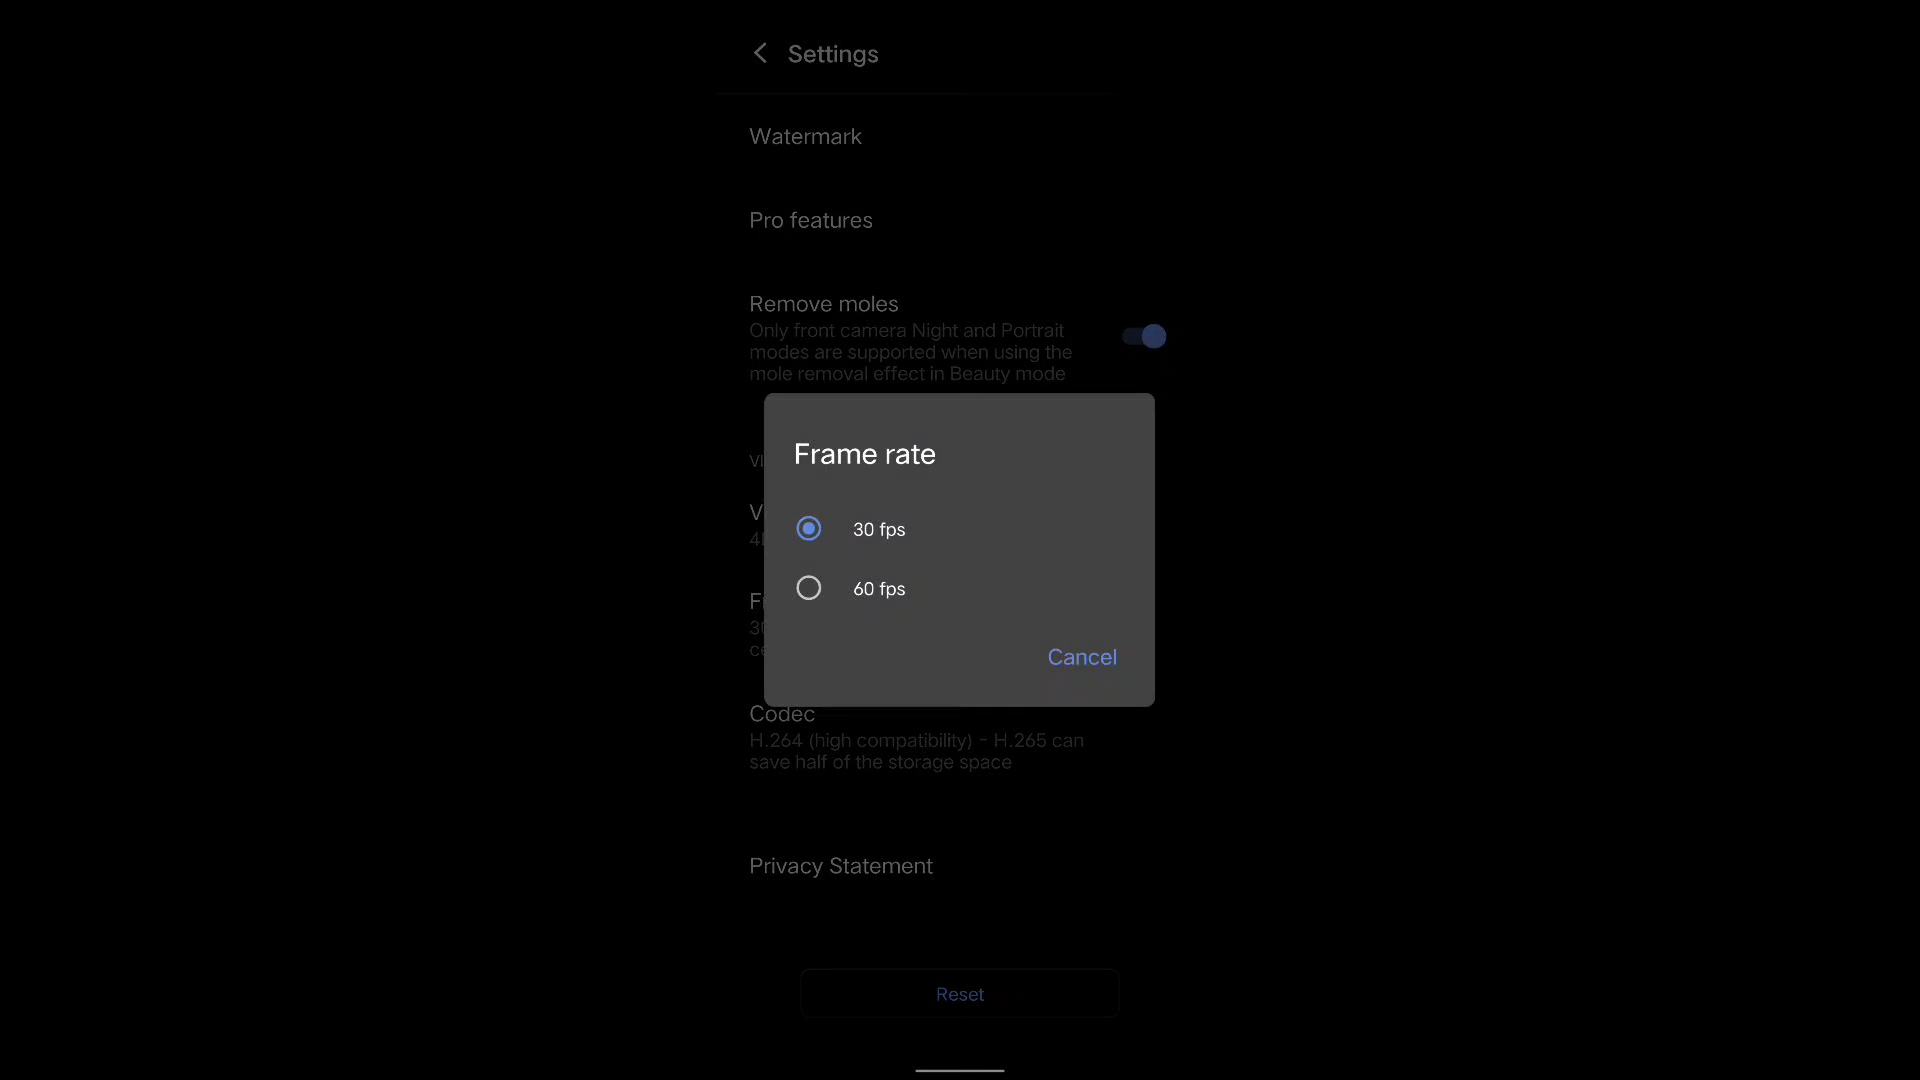 Settings
Watermark
Pro features
Remove moles
Only front camera Night and Portrait
modes are supported when using the
mole removal effect in Beauty mode
Frame rate
30 fps
60 fps
Cancel
Codec
H.264 (high compatibility) - H.265 can
save half of the storage space
Privacy Statement
Reset